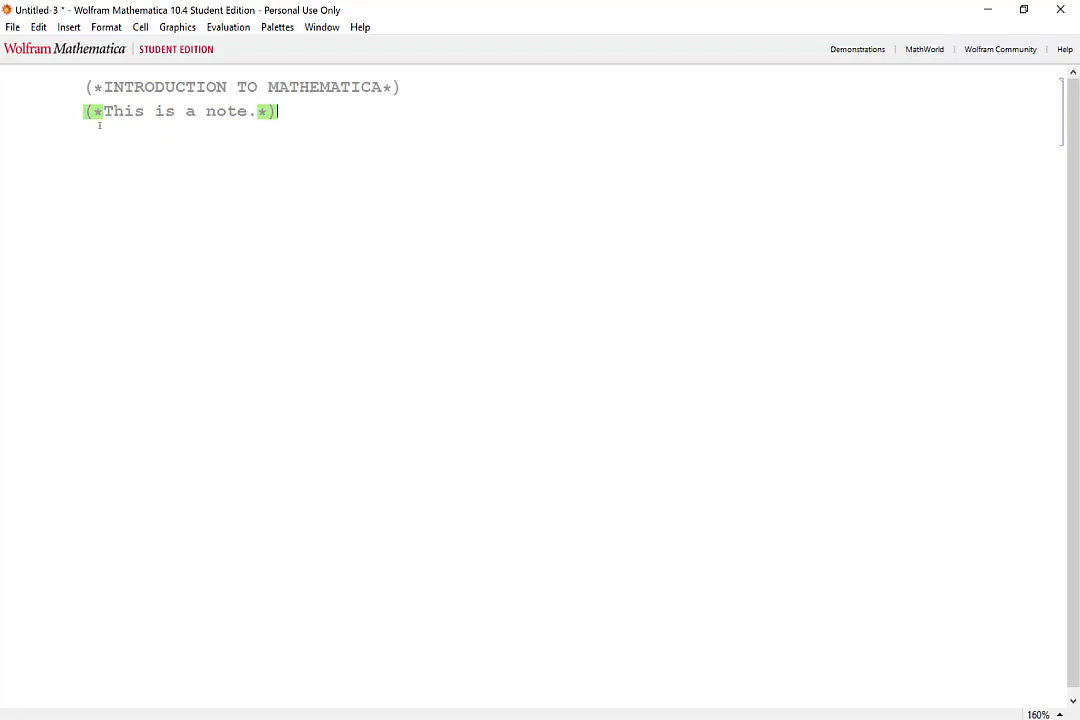 Untitled-3 * - Wolfram Mathematica 10.4 Student Edition - Personal Use Only
File Edit Insert Format Cell Graphics Evaluation Palettes Window Help
Wolfram Mathematica | STUDENT EDITION Demonstrations | MathWorld | Wolfram Community | Help
(*INTRODUCTION TO MATHEMATICA*)
(*This is a note.*)
160%